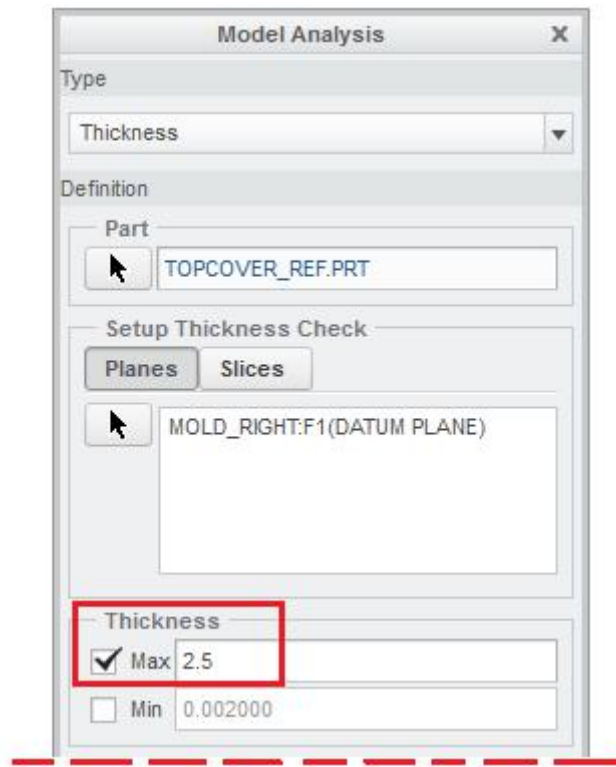 Model Analysis X
Type
Thickness
Definition
Part
TOPCOVER_REF.PRT
Setup Thickness Check
Planes Slices
MOLD_RIGHT:F1(DATUM PLANE)
Thickness
Max 2.5
Min 0.002000